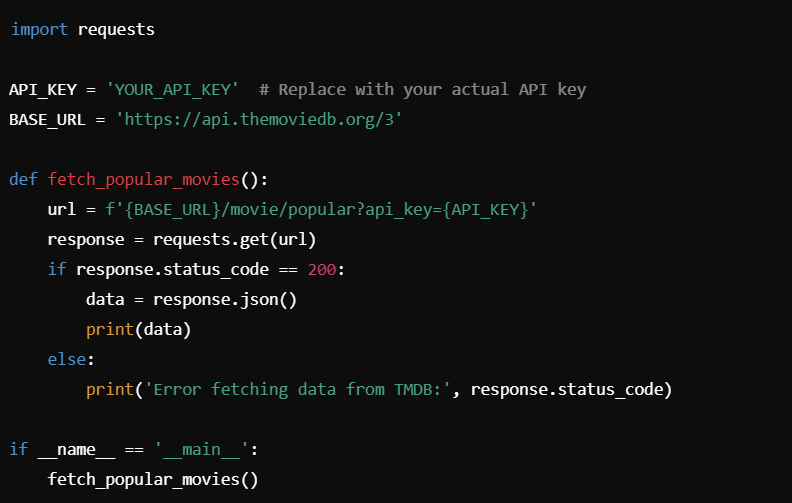 import requests
API_KEY = 'YOUR_API_KEY'  # Replace with your actual API key
BASE_URL = 'https://api.themoviedb.org/3'
def fetch_popular_movies():
    url = f'{BASE_URL}/movie/popular?api_key={API_KEY}'
    response = requests.get(url)
    if response.status_code == 200:
        data = response.json()
        print(data)
    else:
        print('Error fetching data from TMDB:', response.status_code)
if __name__ == '__main__':
    fetch_popular_movies()